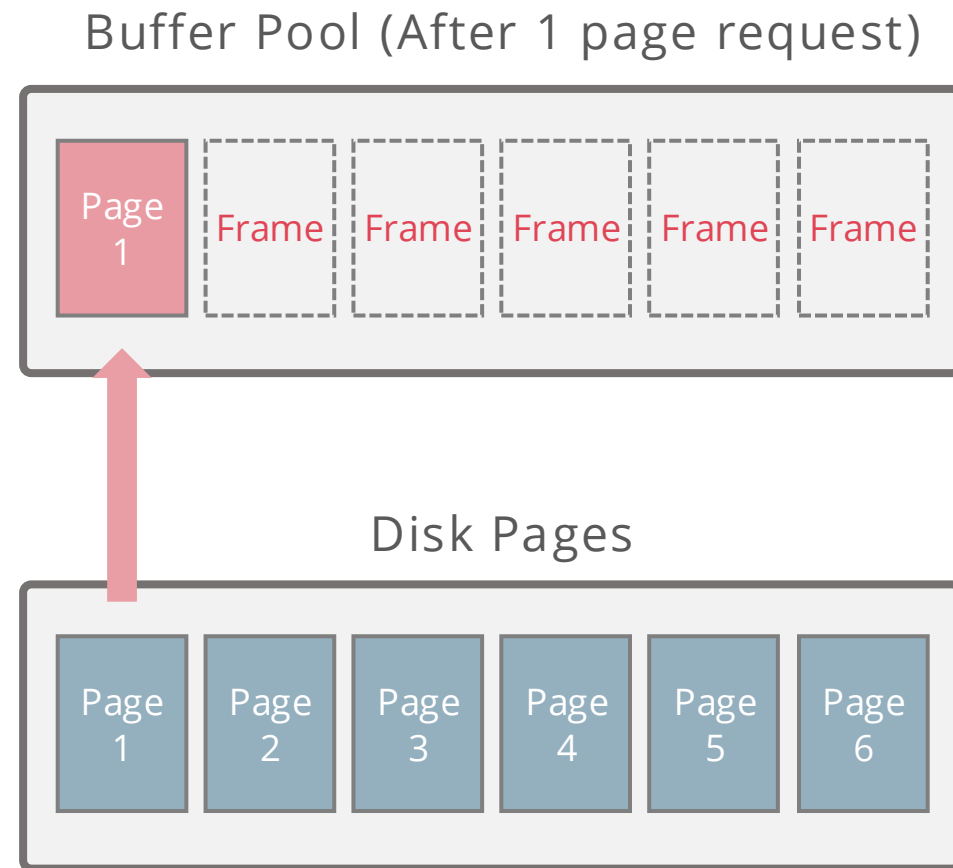 Buffer Pool (After 1 page request)
Page
1
Frame
Frame
Frame
Frame
Frame
Disk Pages
Page
1
Page
2
Page
3
Page
4
Page
5
Page
6